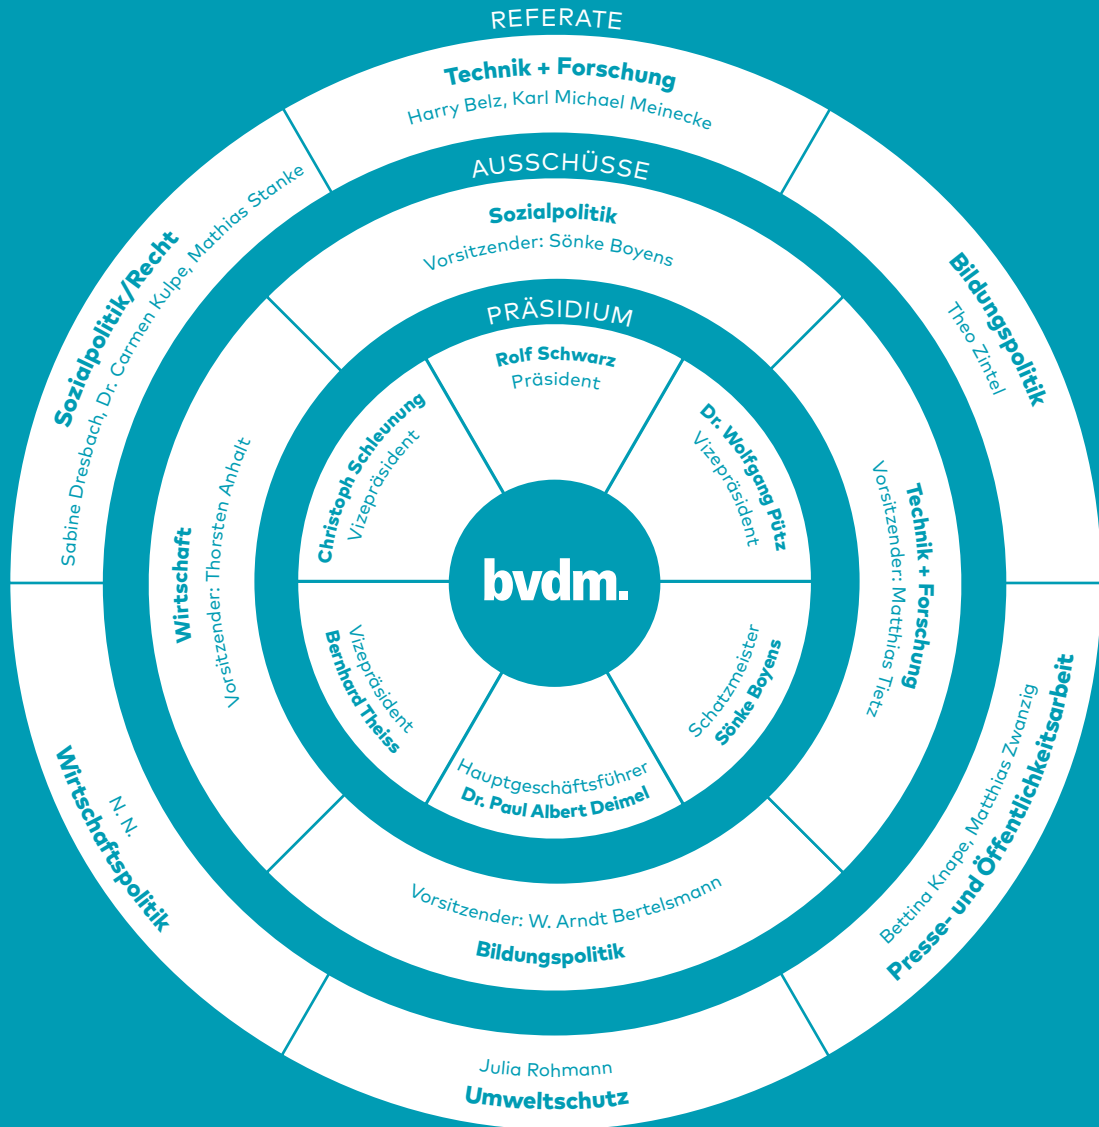 REFERATE
Technik + Forschung
Harry Belz, Karl Michael Meinecke
Bildungspolitik
Theo Zintel
Bettina Knape, Matthias Zwanzig
Presse- und Öffentlichkeitsarbeit
Julia Rohmann
Umweltschutz
N. N.
Wirtschaftspolitik
Sozialpolitik/Recht
Sabine Dresbach, Dr. Carmen Kulpe, Mathias Stanke
AUSSCHÜSSE
Sozialpolitik
Vorsitzender: Sönke Boyens
Technik + Forschung
Vorsitzender: Matthias Tietz
Vorsitzender: W. Arndt Bertelsmann
Bildungspolitik
Wirtschaft
Vorsitzender: Thorsten Anhalt
PRÄSIDIUM
Rolf Schwarz
Präsident
Dr. Wolfgang Pütz
Vizepräsident
Schatzmeister
Sönke Boyens
Hauptgeschäftsführer
Dr. Paul Albert Deimel
Vizepräsident
Bernhard Theiss
Christoph Schleunung
Vizepräsident
bvdm.